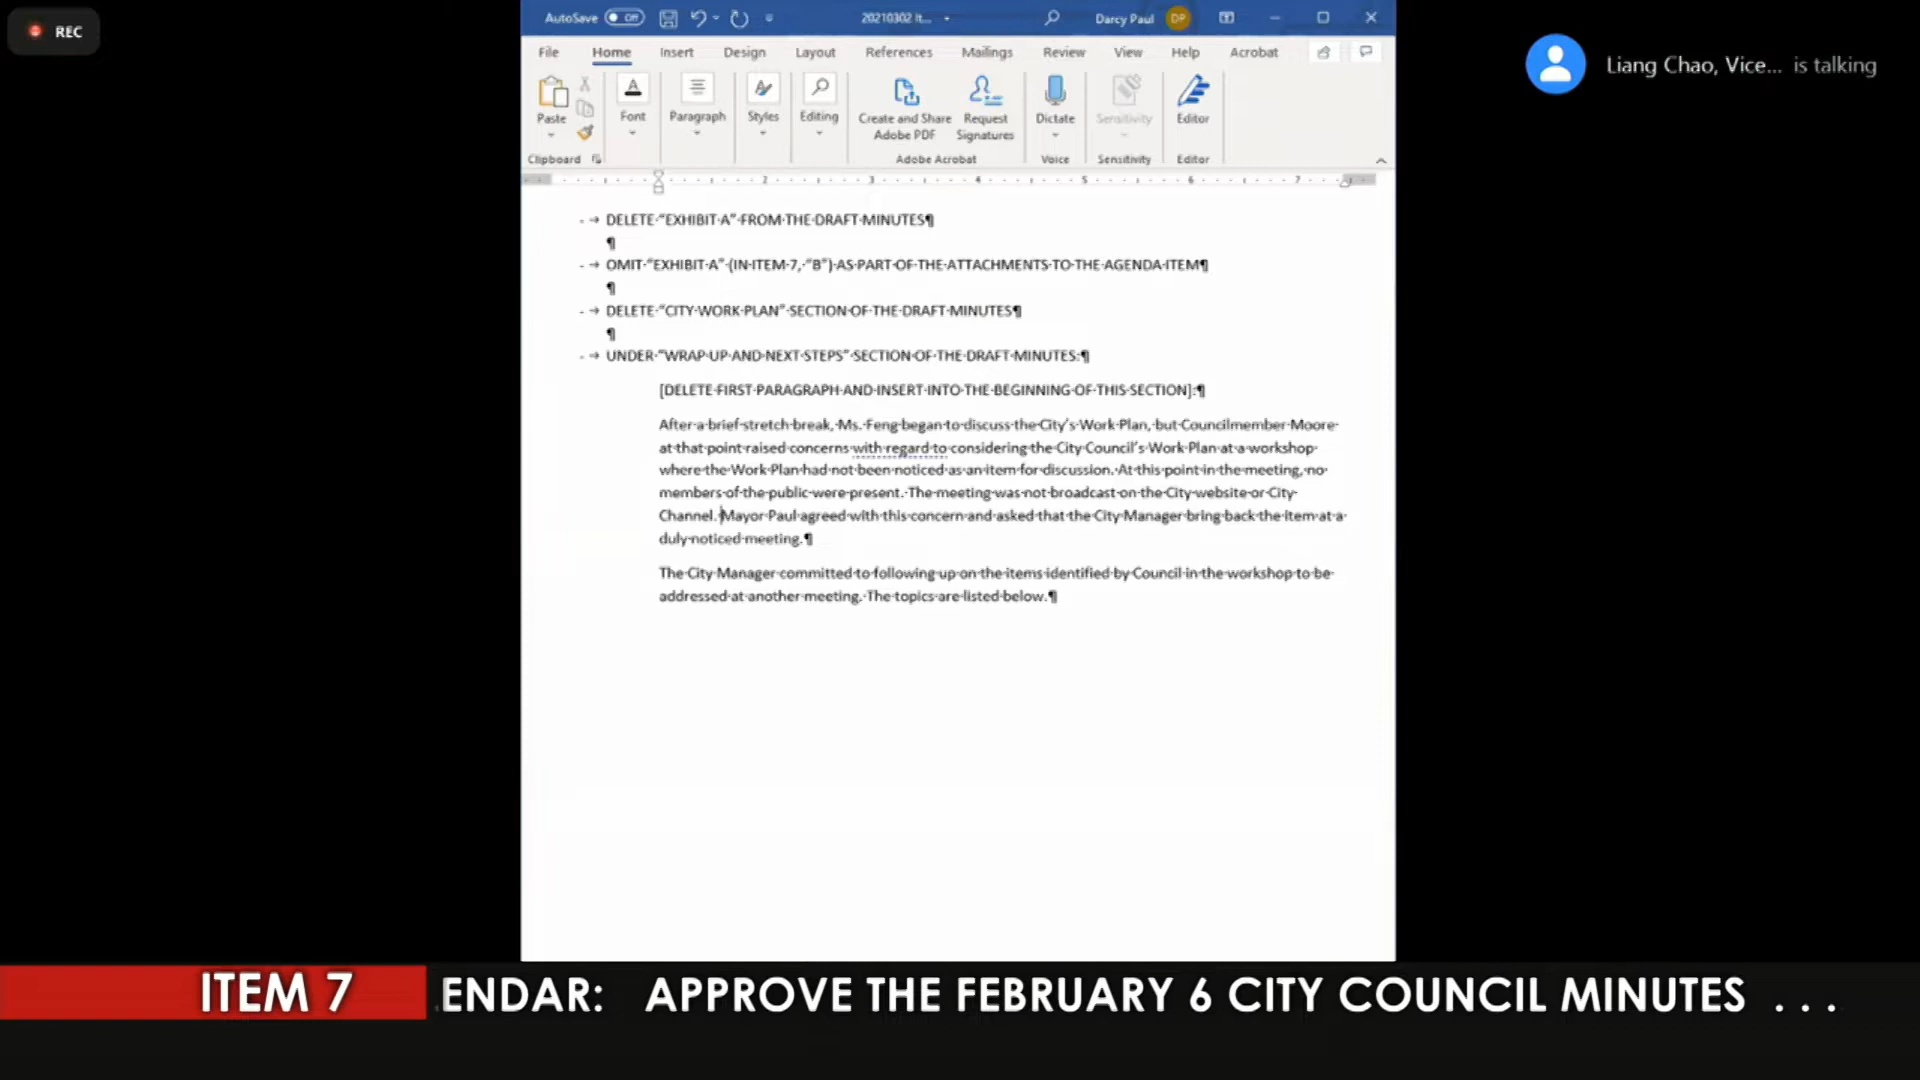 REC
AutoSave Off 20210302 It... Darcy Paul DP
Liang Chao, Vice... is talking
File Home Insert Design Layout References Mailings Review View Help Acrobat
Paste Font Paragraph Styles Editing Create and Share Adobe PDF Request Signatures Dictate Sensitivity Editor
Clipboard Adobe Acrobat Voice Sensitivity Editor
2 3 4 5 6 7
- → DELETE "EXHIBIT A" FROM THE DRAFT MINUTES¶
¶
- → OMIT "EXHIBIT A" (IN ITEM 7, "B") AS PART OF THE ATTACHMENTS TO THE AGENDA ITEM¶
¶
- → DELETE "CITY WORK PLAN" SECTION OF THE DRAFT MINUTES¶
¶
- → UNDER "WRAP UP AND NEXT STEPS" SECTION OF THE DRAFT MINUTES:¶
[DELETE FIRST PARAGRAPH AND INSERT INTO THE BEGINNING OF THIS SECTION]:¶
After a brief stretch break, Ms. Feng began to discuss the City's Work Plan, but Councilmember Moore
at that point raised concerns with regard to considering the City Council's Work Plan at a workshop
where the Work Plan had not been noticed as an item for discussion. At this point in the meeting, no
members of the public were present. The meeting was not broadcast on the City website or City
Channel. Mayor Paul agreed with this concern and asked that the City Manager bring back the item at a
duly noticed meeting.¶
The City Manager committed to following up on the items identified by Council in the workshop to be
addressed at another meeting. The topics are listed below.¶
ITEM 7 ENDAR: APPROVE THE FEBRUARY 6 CITY COUNCIL MINUTES . . .